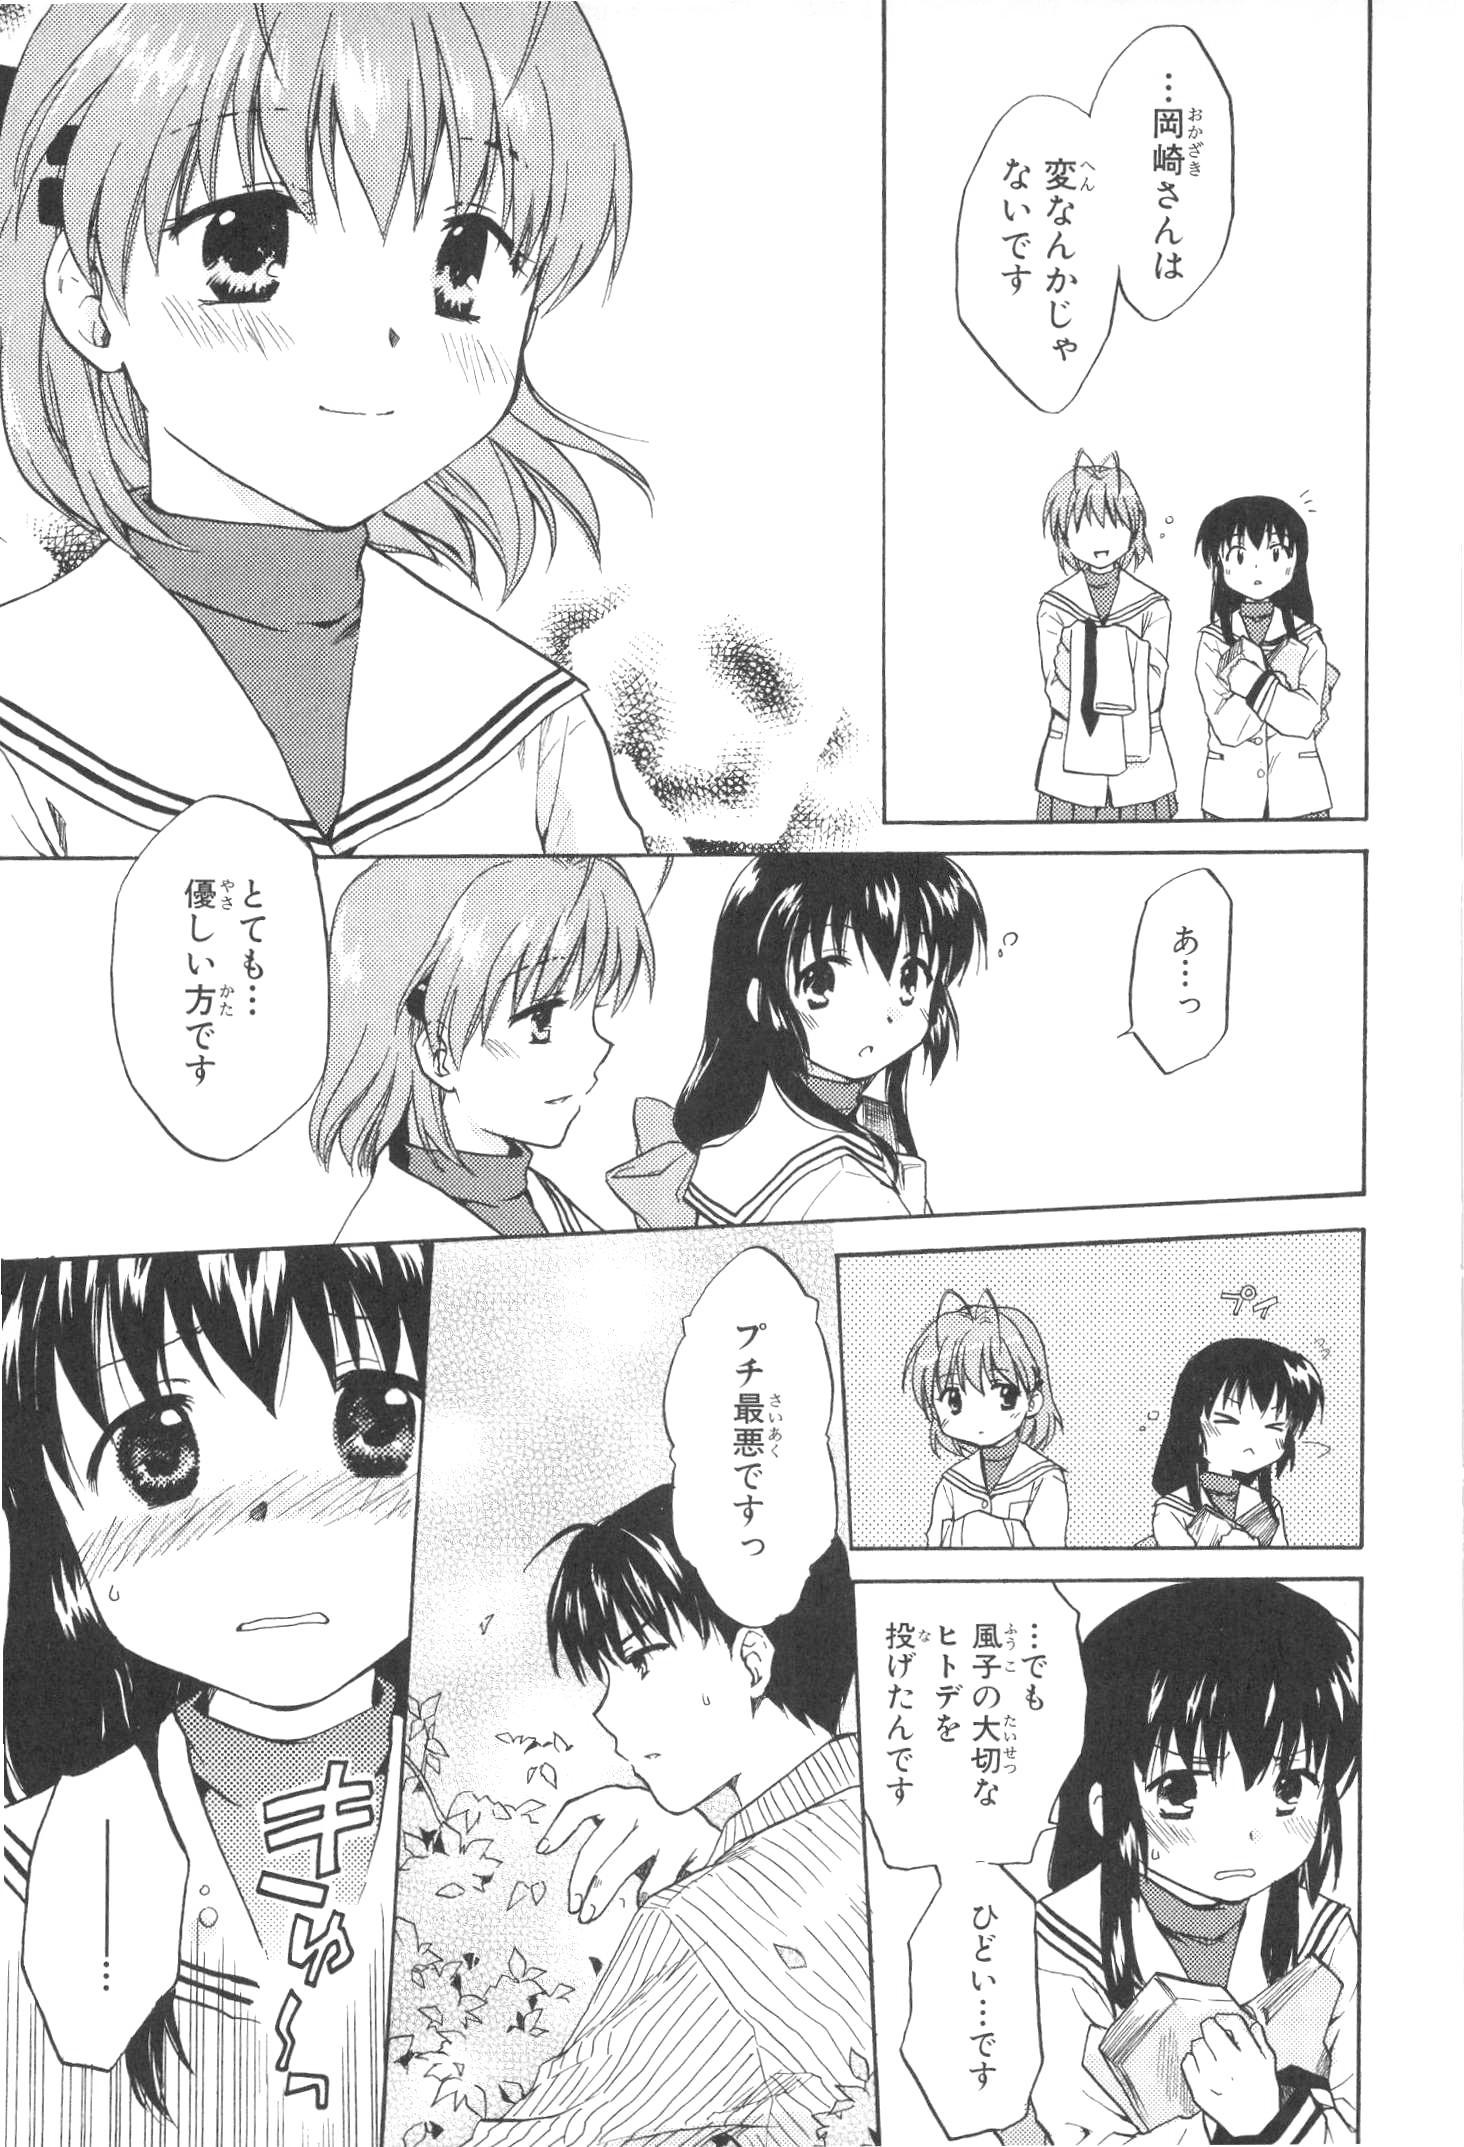 …岡崎さんは
変なんかじゃ
ないです
あ…っ
とても…
優しい方です
プイ
…でも
風子の大切な
ヒトデを
投げたんです
ひどい…です
プチ最悪ですっ
キ
ゅ
〜
っ
――…